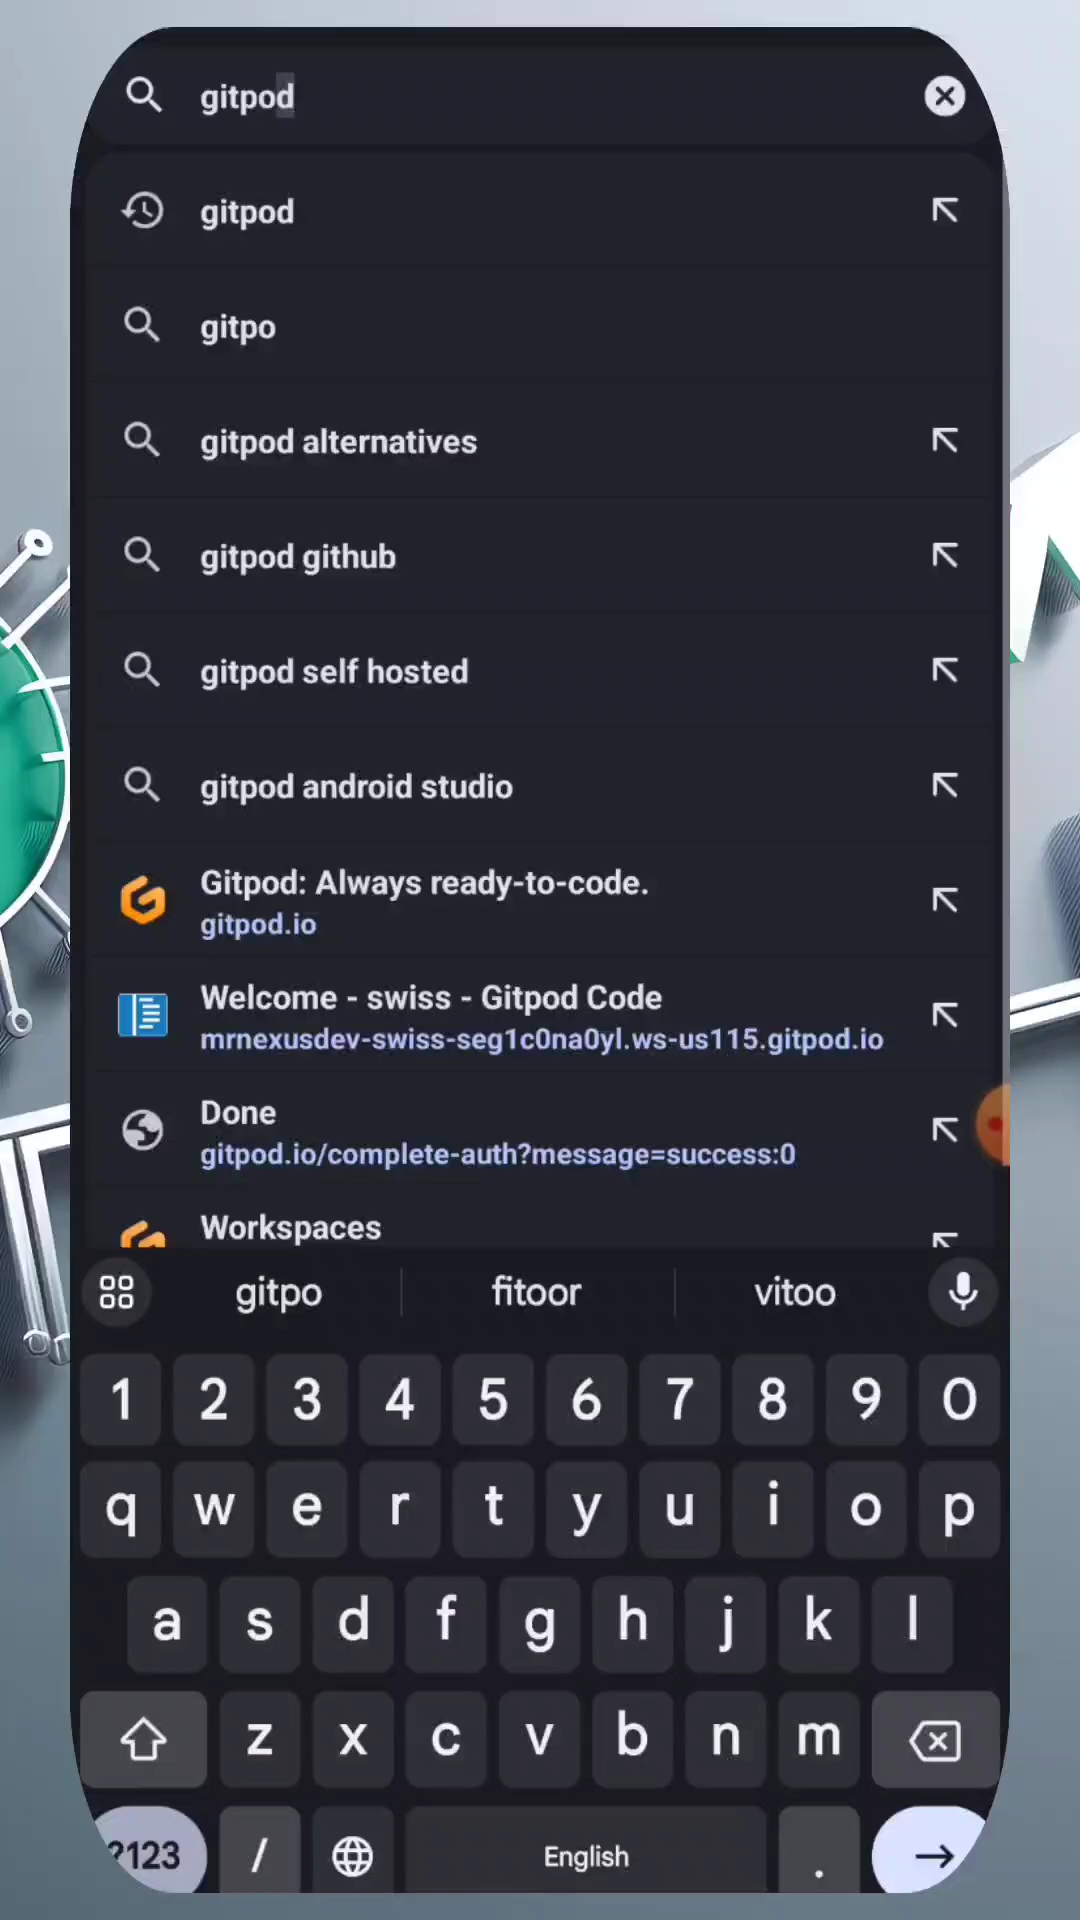 gitpod
gitpod
gitpo
gitpod alternatives
gitpod github
gitpod self hosted
gitpod android studio
Gitpod: Always ready-to-code.
gitpod.io
Welcome - swiss - Gitpod Code
mrnexusdev-swiss-seg1c0na0yl.ws-us115.gitpod.io
Done
gitpod.io/complete-auth?message=success:0
Workspaces
gitpo fitoor vitoo
1 2 3 4 5 6 7 8 9 0
q w e r t y u i o p
a s d f g h j k l
z x c v b n m
?123 / English .